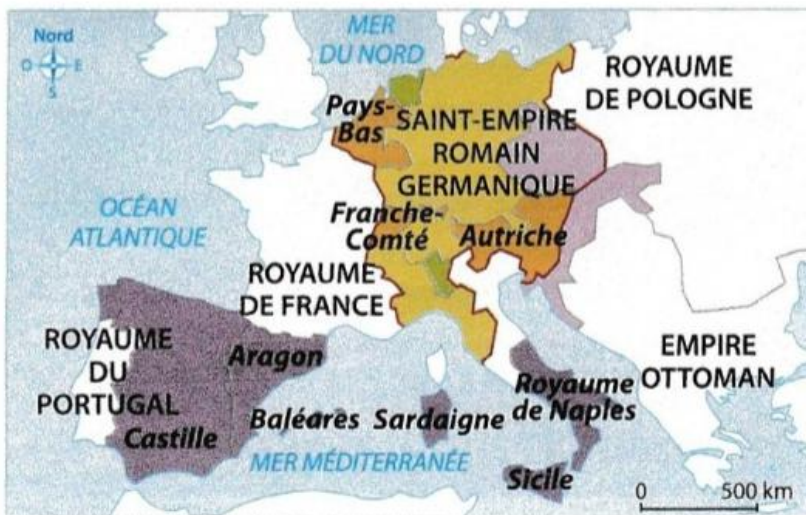 Nord
O
E
S
MER
DU NORD
ROYAUME
DE POLOGNE
Pays-
Bas
SAINT-EMPIRE
ROMAIN
GERMANIQUE
OCÉAN
ATLANTIQUE
Franche-
Comté
Autriche
ROYAUME
DE FRANCE
ROYAUME
DU
PORTUGAL
Aragon
Castille
EMPIRE
OTTOMAN
Baléares
Sardaigne
Royaume
de Naples
MER MÉDITERRANÉE
Sicile
0
500 km